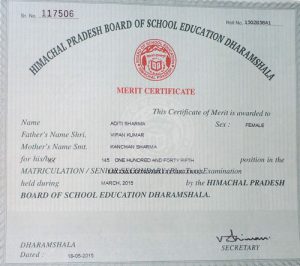 Sr. No. 117506
Roll No. 130263641
HIMACHAL PRADESH BOARD OF SCHOOL EDUCATION DHARAMSHALA
MERIT CERTIFICATE
This Certificate of Merit is awarded to
Name ADITI SHARMA Sex : FEMALE
Father's Name Shri. VIPAN KUMAR
Mother's Name Smt. KANCHAN SHARMA
for his/her 145 ONE HUNDRED AND FORTY FIFTH position in the
MATRICULATION / SENIOR SECONDARY Examination
held during MARCH, 2015 by the HIMACHAL PRADESH
BOARD OF SCHOOL EDUCATION DHARAMSHALA.
DHARAMSHALA
DATED 18-05-2015
SECRETARY